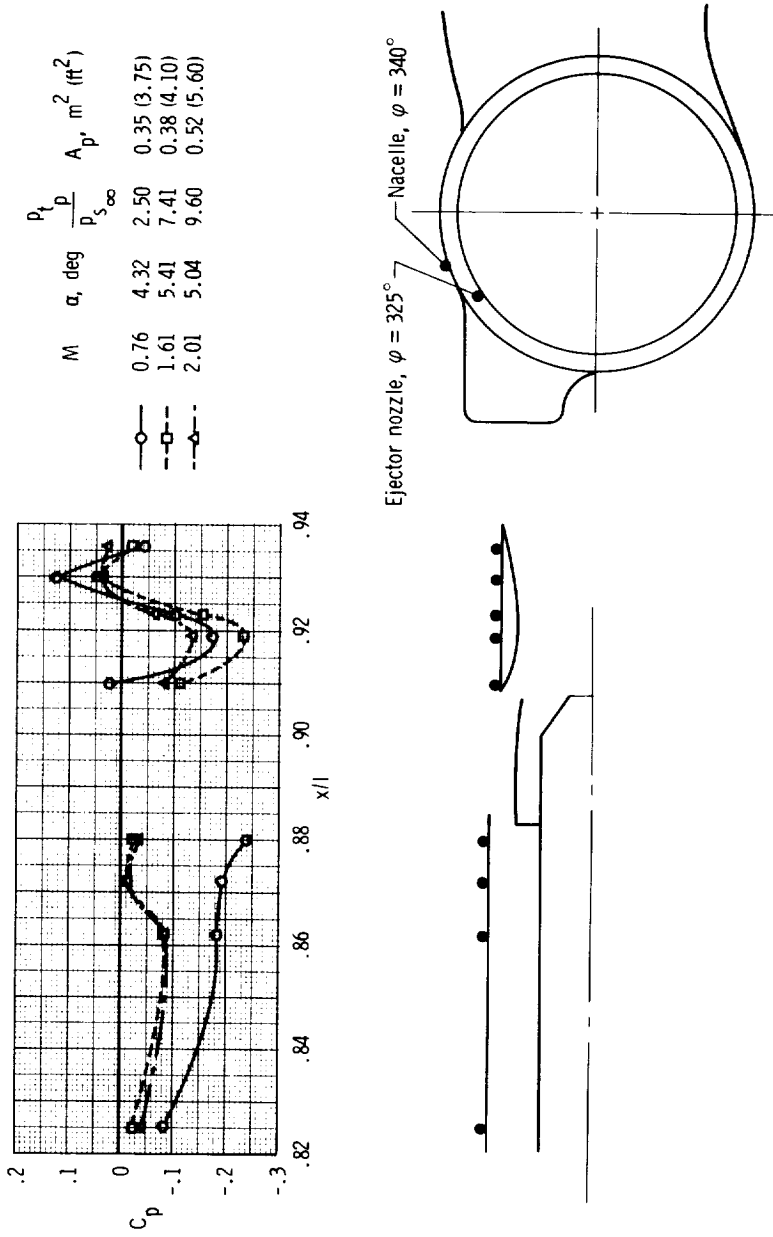 M α, deg p_t_p / p_s_∞ A_p, m² (ft²)
0.76 4.32 2.50 0.35 (3.75)
1.61 5.41 7.41 0.38 (4.10)
2.01 5.04 9.60 0.52 (5.60)
.2
.1
0
-.1
-.2
-.3
C_p
.82 .84 .86 .88 .90 .92 .94
x/l
Ejector nozzle, φ = 325°
Nacelle, φ = 340°